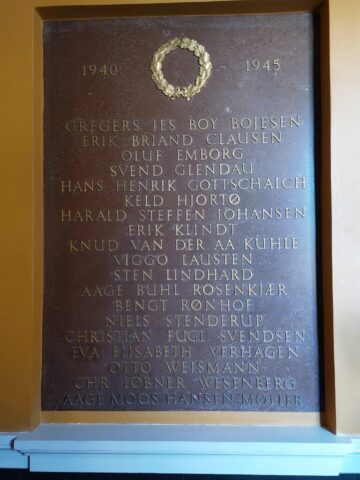 1940 1945
GREGERS IES BOY BOJESEN
ERIK BRIAND CLAUSEN
OLUF EMBORG
SVEND GLENDAU
HANS HENRIK GOTTSCHALCH
KELD HJORTØ
HARALD STEFFEN JOHANSEN
ERIK KLINDT
KNUD VAN DER AA KÜHLE
VIGGO LAUSTEN
STEN LINDHARD
AAGE BUHL ROSENKJÆR
BENGT RØNHOF
NIELS STENDERUP
CHRISTIAN FUGL SVENDSEN
EVA ELISABETH VERHAGEN
OTTO WEISMANN
CHR. LØBNER WESENBERG
AAGE MOOS HANSEN MØLLER